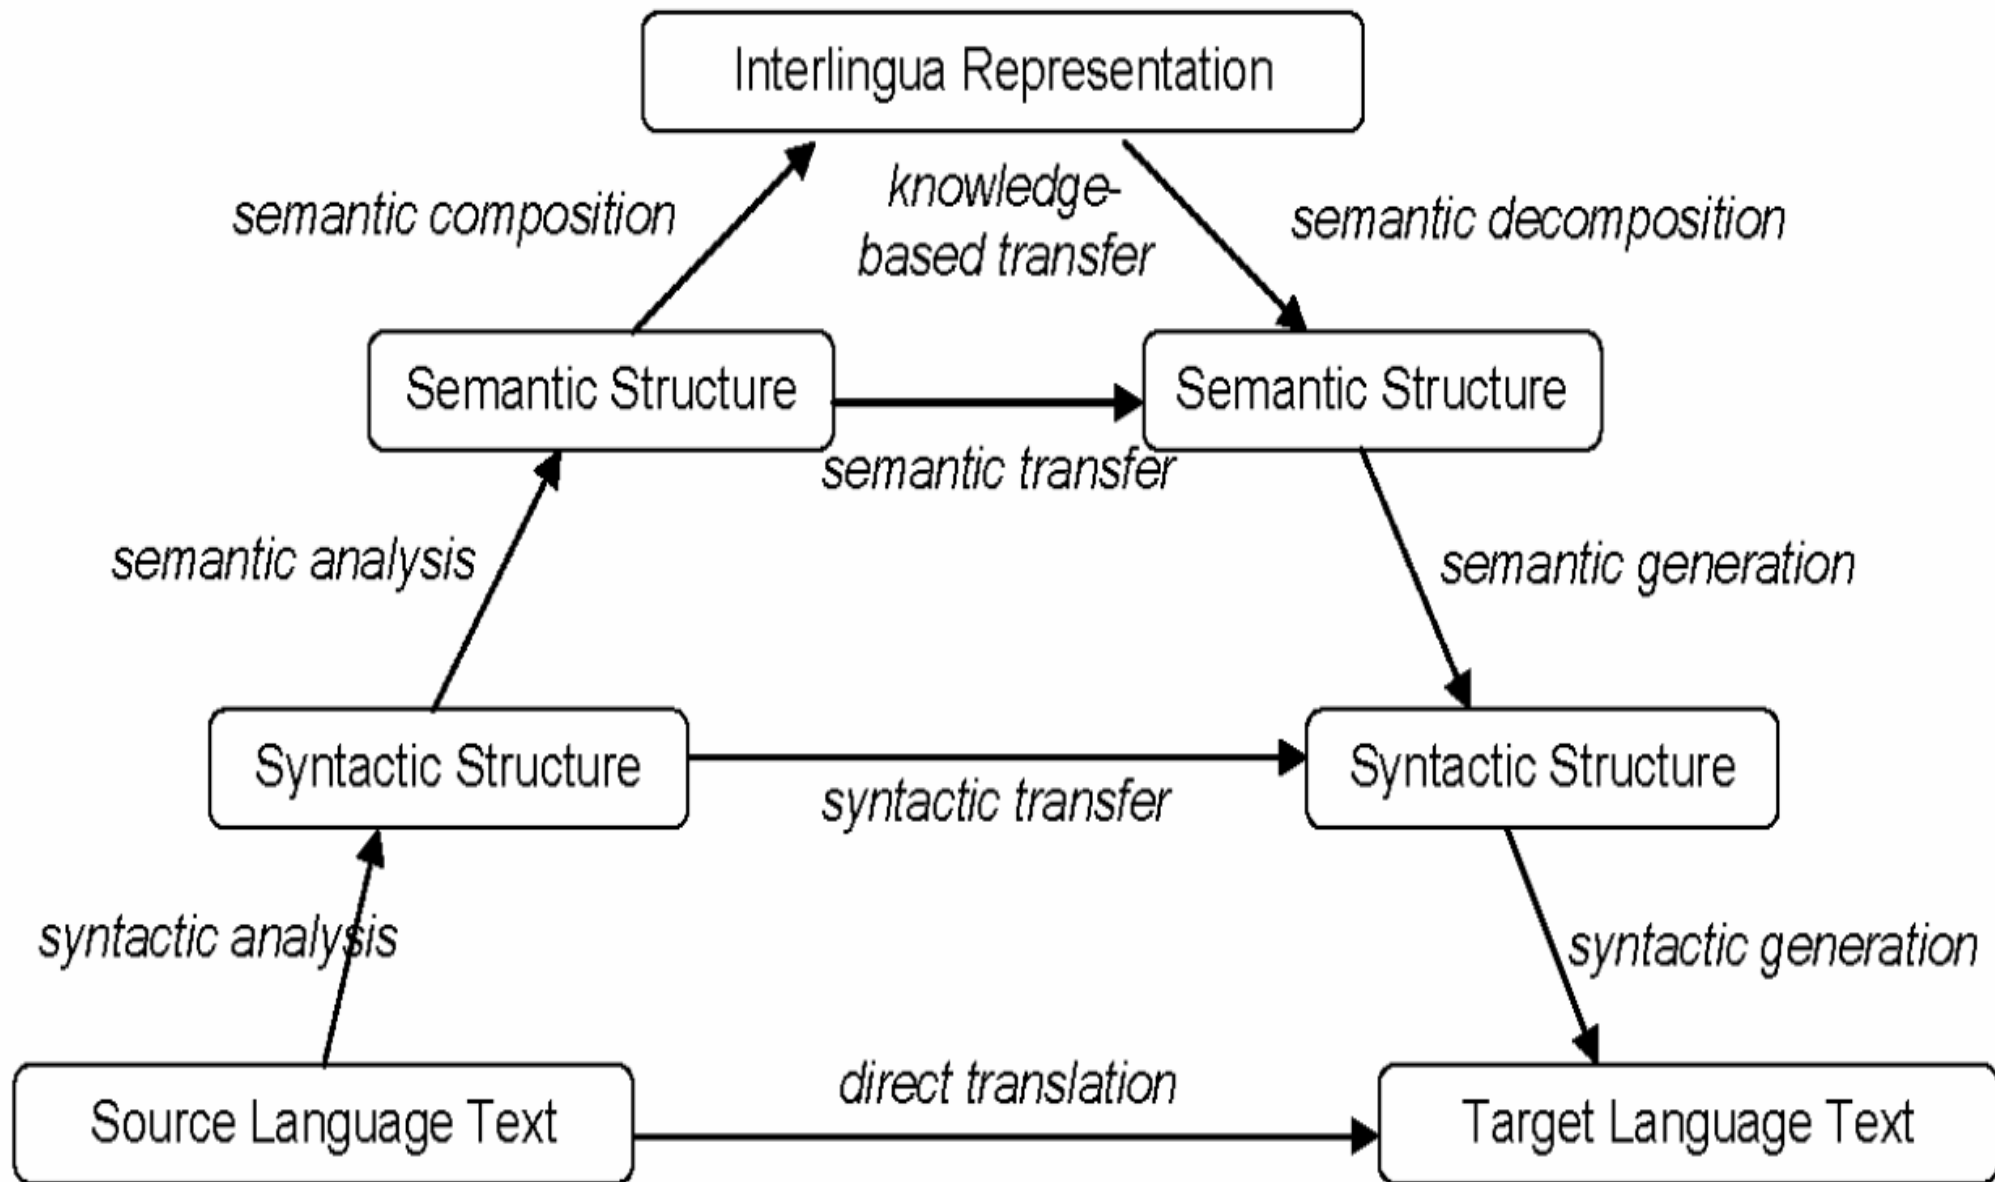 Interlingua Representation
semantic composition
knowledge-
based transfer
semantic decomposition
Semantic Structure
Semantic Structure
semantic transfer
semantic analysis
semantic generation
Syntactic Structure
Syntactic Structure
syntactic transfer
syntactic analysis
syntactic generation
direct translation
Source Language Text
Target Language Text